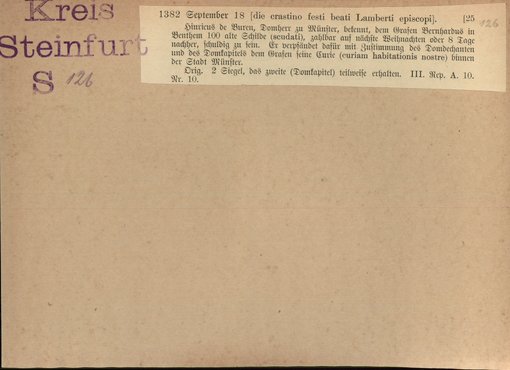 Kreis
Steinfurt
S 126
1382 September 18 [die crastino festi beati Lamberti episcopi]. [25
126
Hinricus de Buren, Domherr zu Münster, bekennt, dem Grafen Bernhardus in
Benthem 100 alte Schilde (scudati), zahlbar auf nächste Weihnachten oder 8 Tage
nachher, schuldig zu sein. Er verpfändet dafür mit Zustimmung des Domdechanten
und des Domkapitels dem Grafen seine Curie (curiam habitationis nostre) binnen
der Stadt Münster.
Orig. 2 Siegel, das zweite (Domkapitel) teilweise erhalten. III. Rep. A. 10.
Nr. 10.